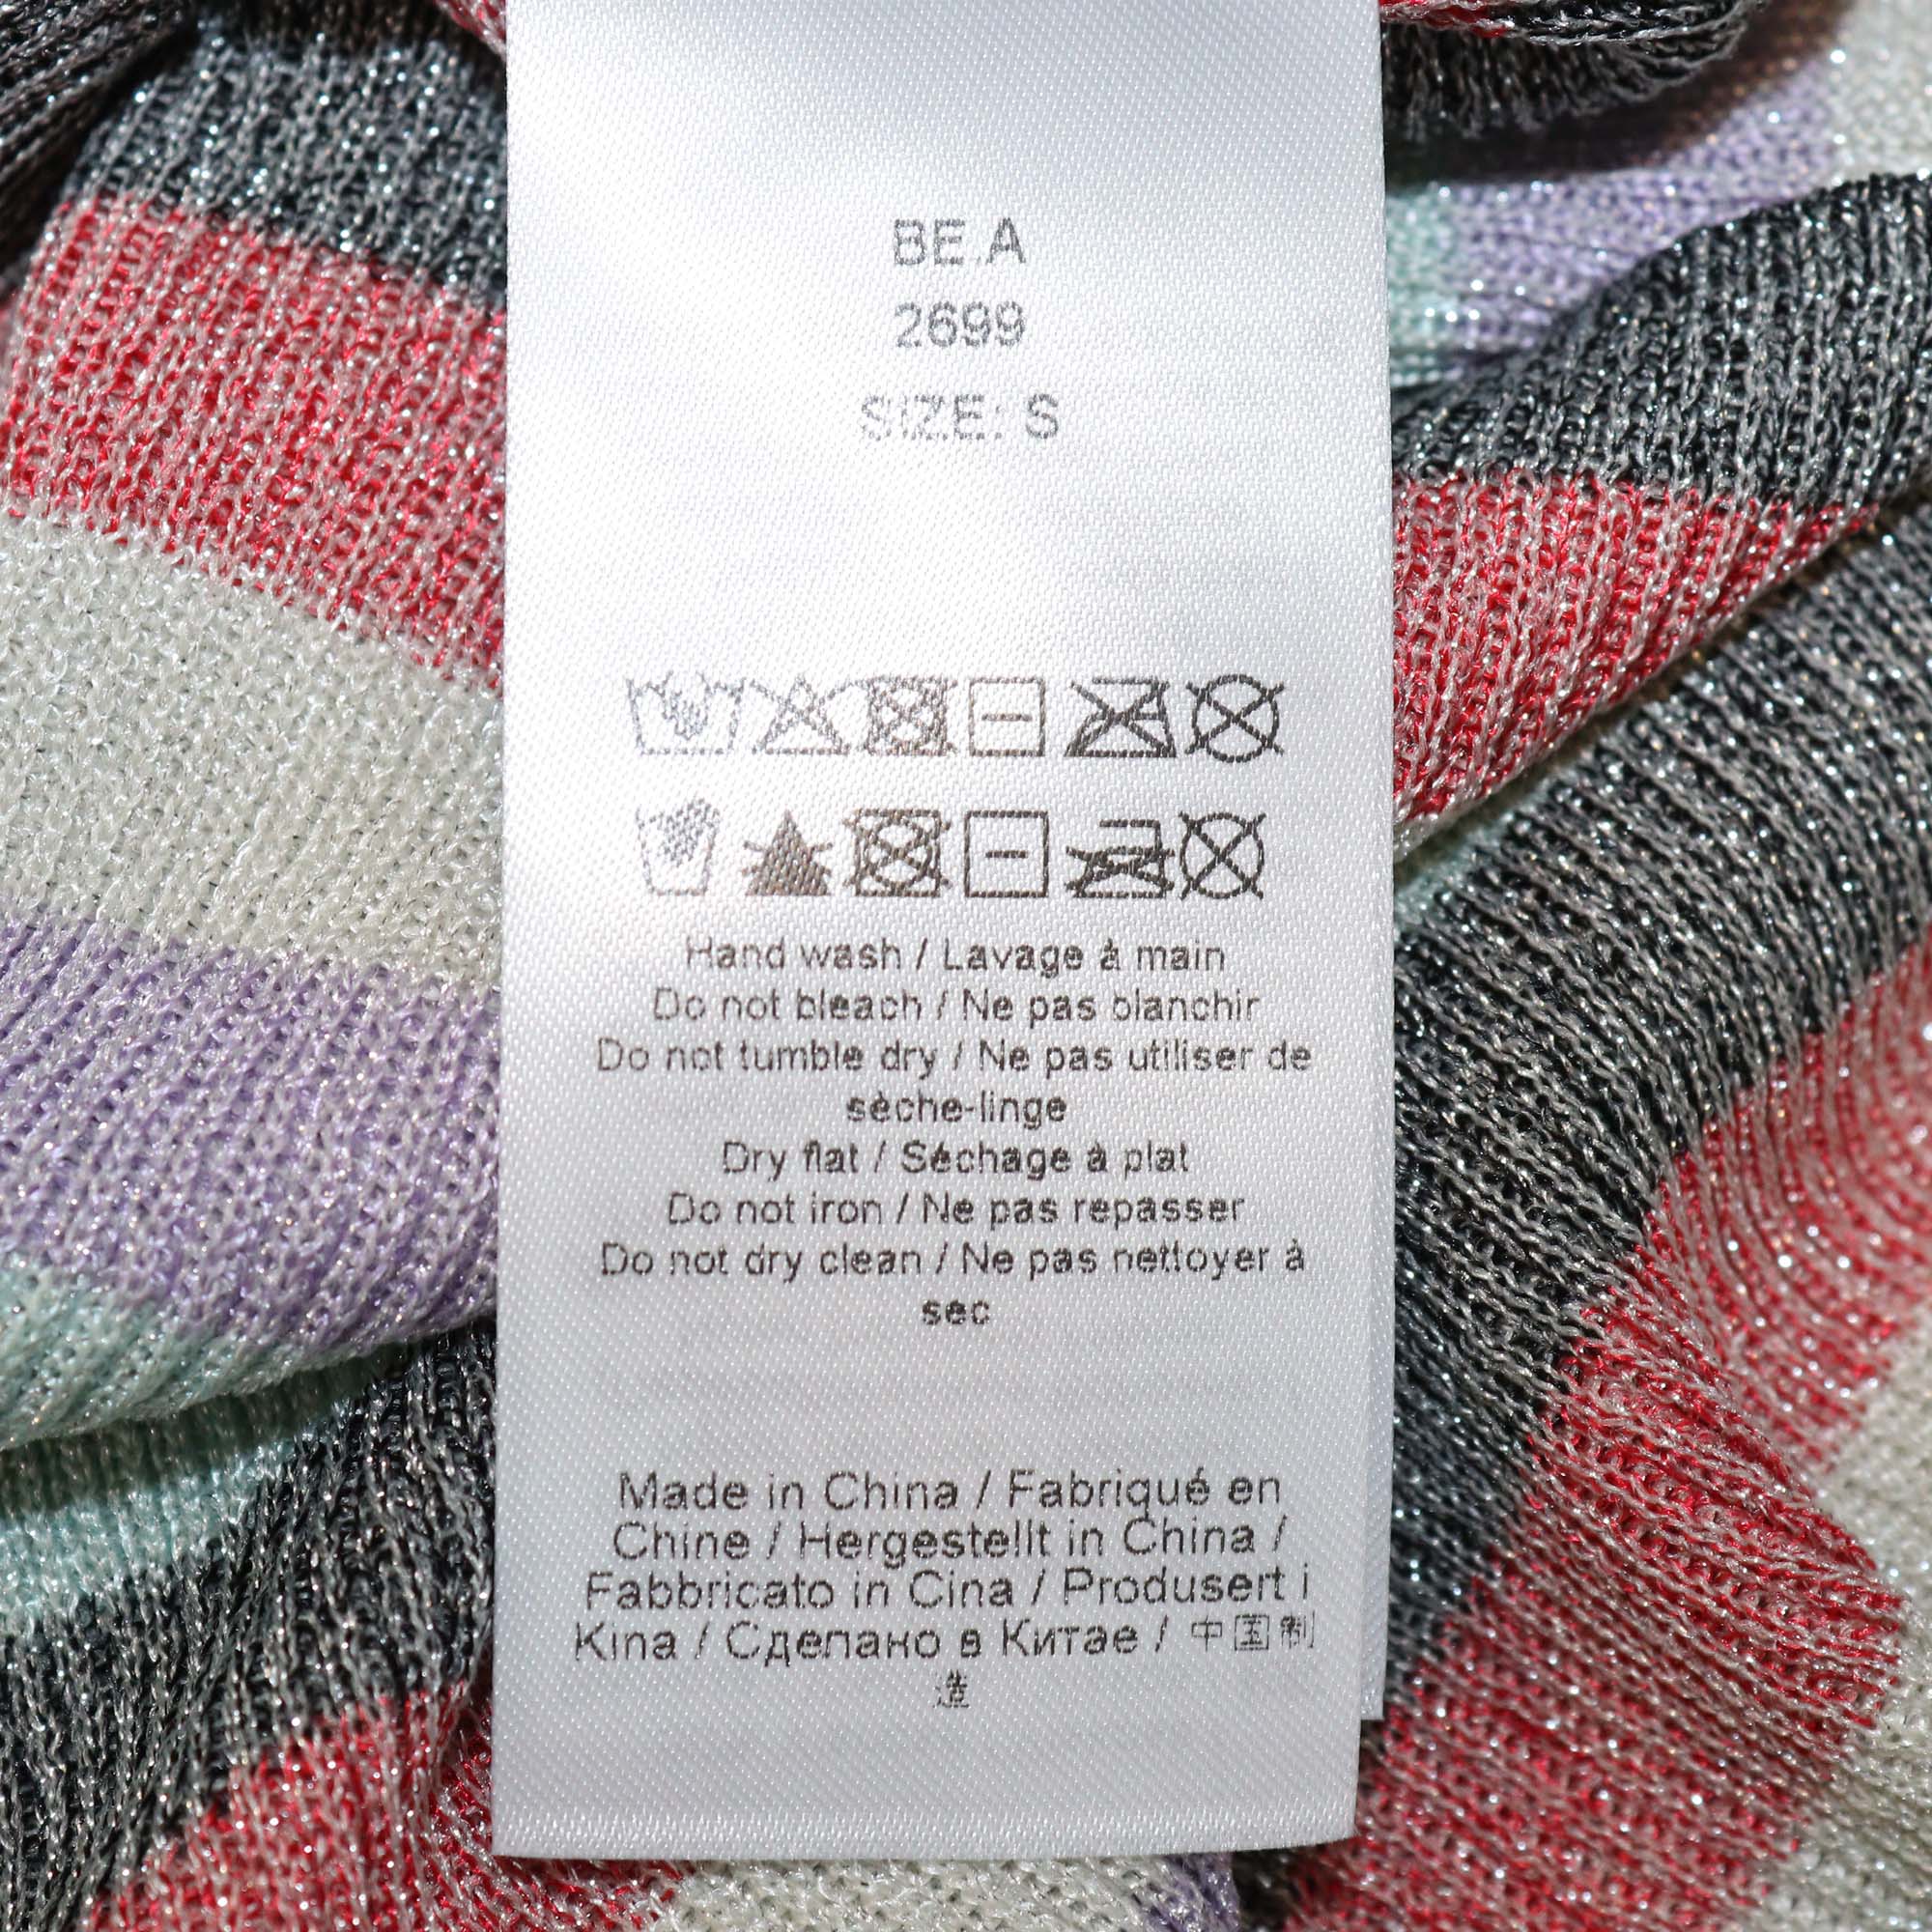 BE.A
2699
SIZE: S
Hand wash / Lavage à main
Do not bleach / Ne pas blanchir
Do not tumble dry / Ne pas utiliser de
sèche-linge
Dry flat / Séchage à plat
Do not iron / Ne pas repasser
Do not dry clean / Ne pas nettoyer à
sec
Made in China / Fabriqué en
Chine / Hergestellt in China /
Fabbricato in Cina / Produsert i
Kina / Сделано в Китае / 中国制
造